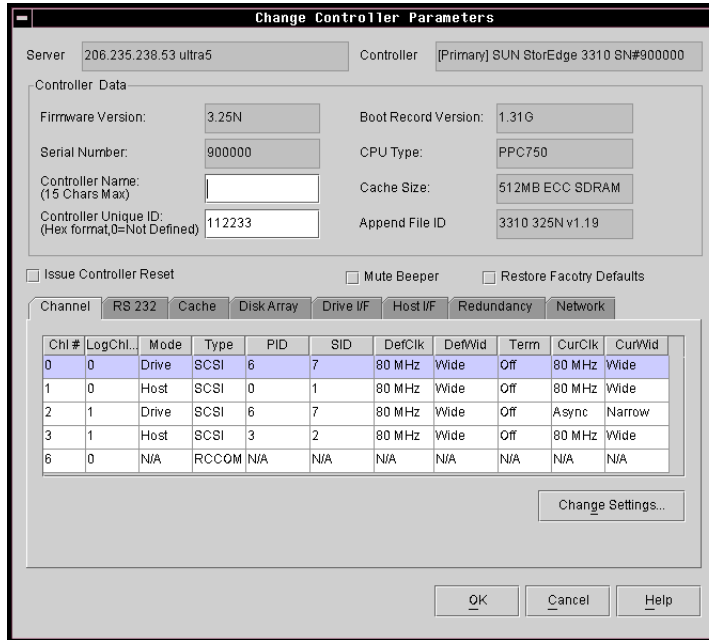 Change Controller Parameters
Server 206.235.238.53 ultra5 Controller [Primary] SUN StorEdge 3310 SN#900000
Controller Data
Firmware Version: 3.25N Boot Record Version: 1.31G
Serial Number: 900000 CPU Type: PPC750
Controller Name:
(15 Chars Max)
Cache Size: 512MB ECC SDRAM
Controller Unique ID:
(Hex format,0=Not Defined) 112233 Append File ID 3310 325N v1.19
Issue Controller Reset Mute Beeper Restore Facotry Defaults
Channel RS 232 Cache Disk Array Drive I/F Host I/F Redundancy Network
Chl # LogChl... Mode Type PID SID DefClk DefWid Term CurClk CurWid
0 0 Drive SCSI 6 7 80 MHz Wide Off 80 MHz Wide
1 0 Host SCSI 0 1 80 MHz Wide Off 80 MHz Wide
2 1 Drive SCSI 6 7 80 MHz Wide Off Async Narrow
3 1 Host SCSI 3 2 80 MHz Wide Off 80 MHz Wide
6 0 N/A RCCOM N/A N/A N/A N/A N/A N/A N/A
Change Settings...
OK Cancel Help